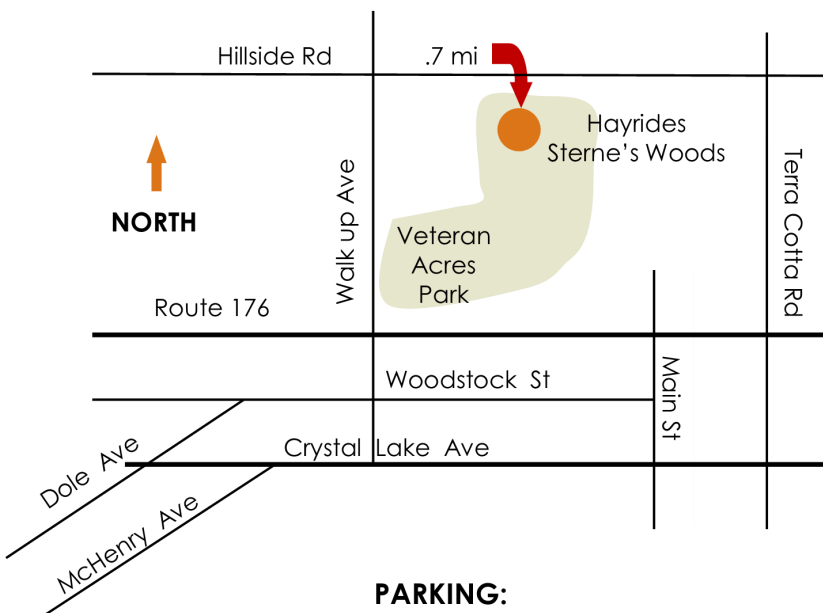 Hillside Rd
.7 mi
Hayrides
Sterne's Woods
NORTH
Walk up Ave
Veteran
Acres
Park
Terra Cotta Rd
Route 176
Woodstock St
Main St
Crystal Lake Ave
Dole Ave
McHenry Ave
PARKING: